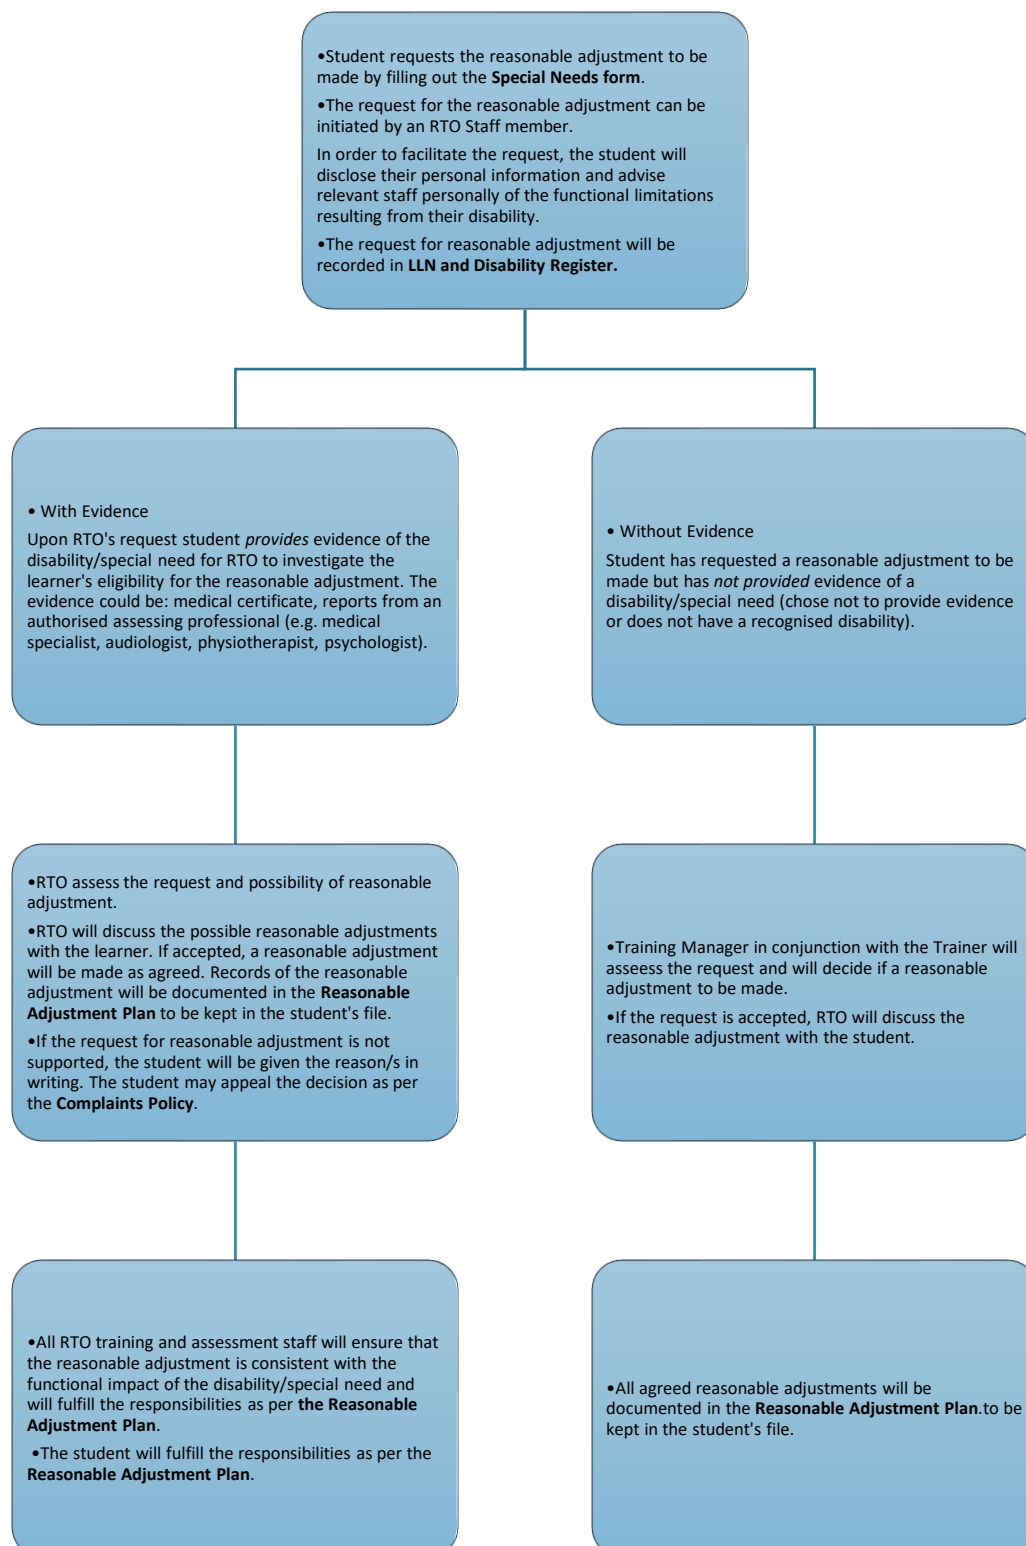 •Student requests the reasonable adjustment to be
made by filling out the Special Needs form.
•The request for the reasonable adjustment can be
initiated by an RTO Staff member.
In order to facilitate the request, the student will
disclose their personal information and advise
relevant staff personally of the functional limitations
resulting from their disability.
•The request for reasonable adjustment will be
recorded in LLN and Disability Register.
• With Evidence
Upon RTO's request student provides evidence of the
disability/special need for RTO to investigate the
learner's eligibility for the reasonable adjustment. The
evidence could be: medical certificate, reports from an
authorised assessing professional (e.g. medical
specialist, audiologist, physiotherapist, psychologist).
• Without Evidence
Student has requested a reasonable adjustment to be
made but has not provided evidence of a
disability/special need (chose not to provide evidence
or does not have a recognised disability).
•RTO assess the request and possibility of reasonable
adjustment.
•RTO will discuss the possible reasonable adjustments
with the learner. If accepted, a reasonable adjustment
will be made as agreed. Records of the reasonable
adjustment will be documented in the Reasonable
Adjustment Plan to be kept in the student's file.
•If the request for reasonable adjustment is not
supported, the student will be given the reason/s in
writing. The student may appeal the decision as per
the Complaints Policy.
•Training Manager in conjunction with the Trainer will
asseess the request and will decide if a reasonable
adjustment to be made.
•If the request is accepted, RTO will discuss the
reasonable adjustment with the student.
•All RTO training and assessment staff will ensure that
the reasonable adjustment is consistent with the
functional impact of the disability/special need and
will fulfill the responsibilities as per the Reasonable
Adjustment Plan.
•The student will fulfill the responsibilities as per the
Reasonable Adjustment Plan.
•All agreed reasonable adjustments will be
documented in the Reasonable Adjustment Plan.to be
kept in the student's file.